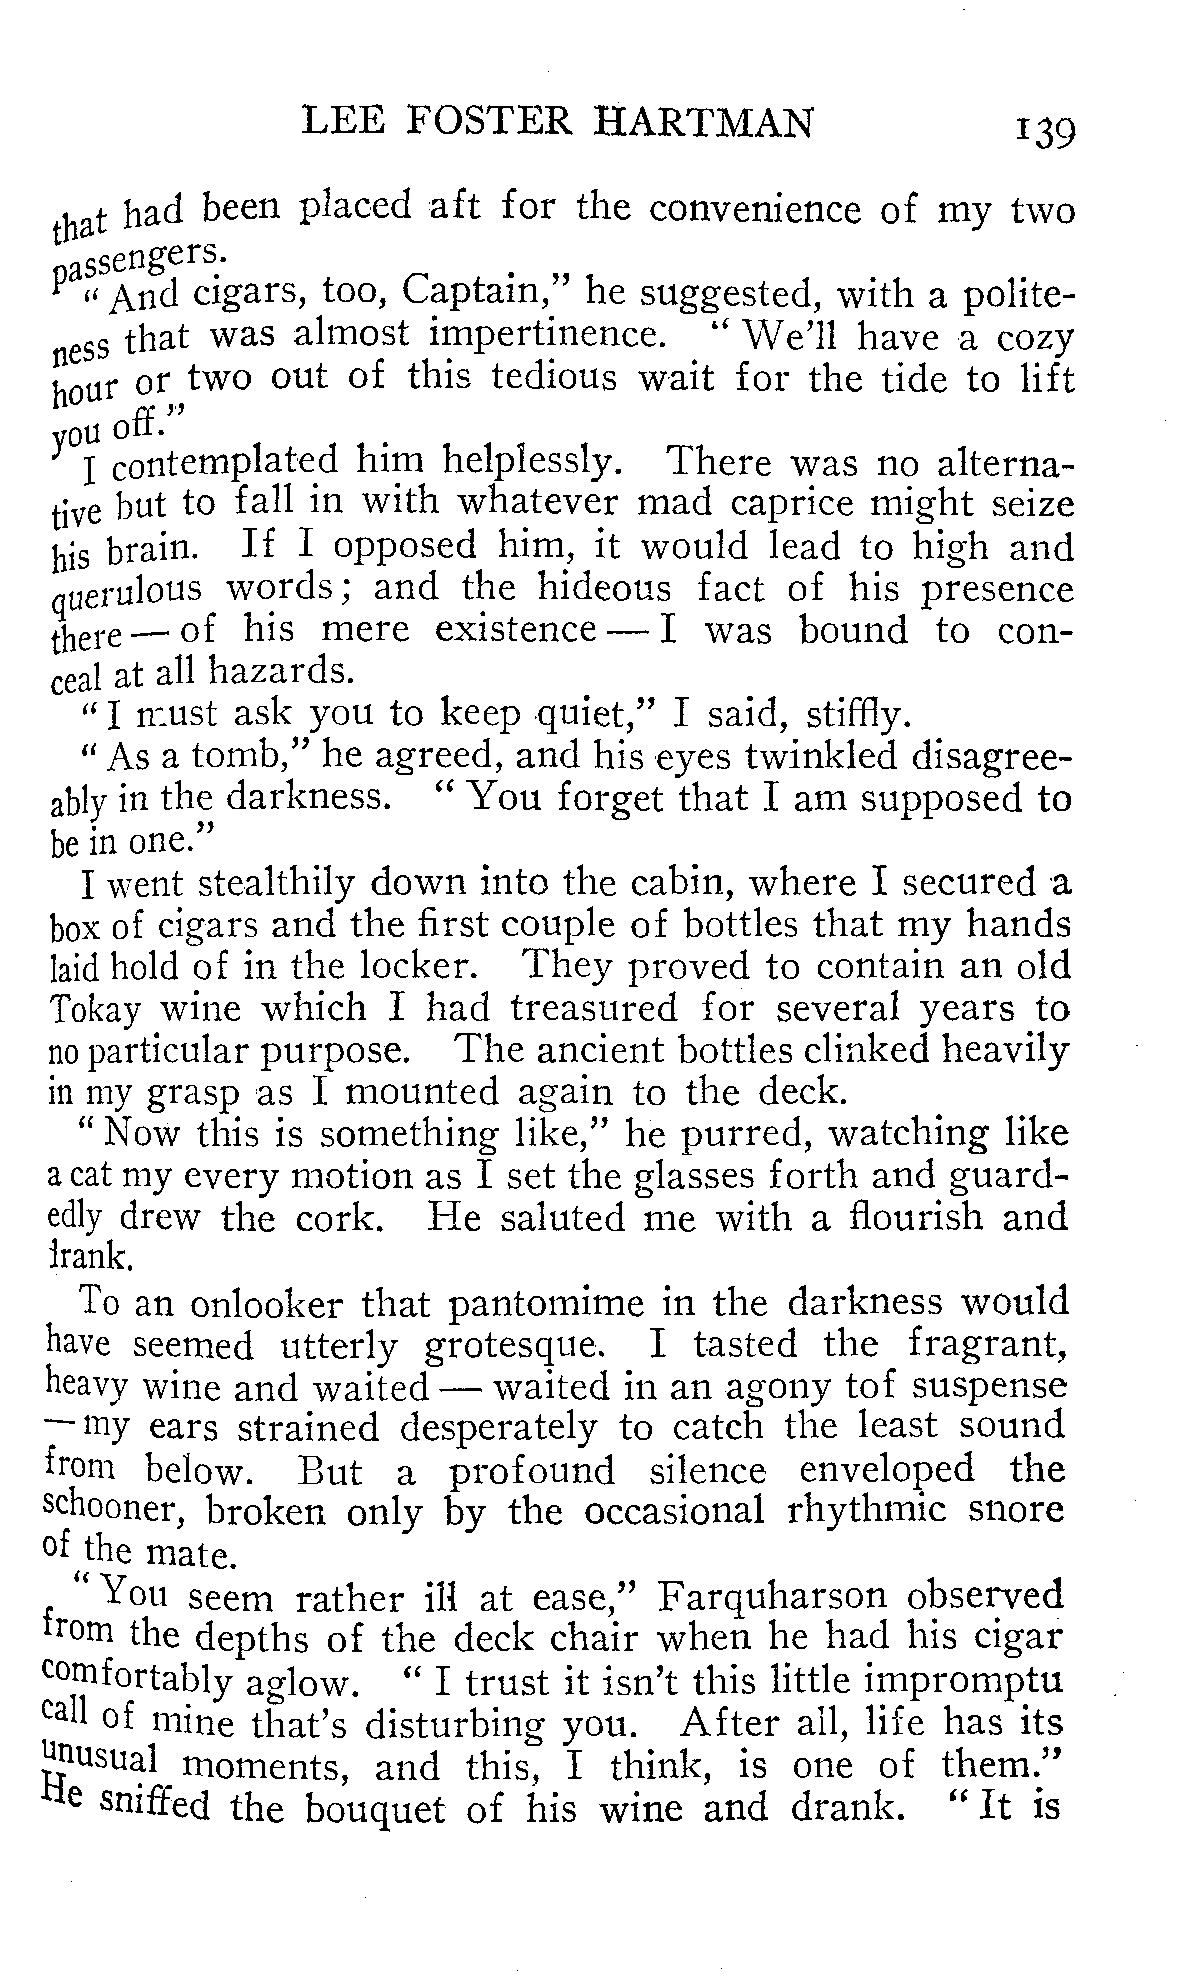 LEE FOSTER HARTMAN 139
that had been placed aft for the convenience of my two
passengers.
“ And cigars, too, Captain,” he suggested, with a polite-
ness that was almost impertinence. “ We'll have a cozy
hour or two out of this tedious wait for the tide to lift
you off.”
I contemplated him helplessly. There was no alterna-
tive but to fall in with whatever mad caprice might seize
his brain. If I opposed him, it would lead to high and
querulous words; and the hideous fact of his presence
there — of his mere existence — I was bound to con-
ceal at all hazards.
“ I must ask you to keep quiet,” I said, stiffly.
“ As a tomb,” he agreed, and his eyes twinkled disagree-
ably in the darkness. “ You forget that I am supposed to
be in one.”
I went stealthily down into the cabin, where I secured a
box of cigars and the first couple of bottles that my hands
laid hold of in the locker. They proved to contain an old
Tokay wine which I had treasured for several years to
no particular purpose. The ancient bottles clinked heavily
in my grasp as I mounted again to the deck.
“ Now this is something like,” he purred, watching like
a cat my every motion as I set the glasses forth and guard-
edly drew the cork. He saluted me with a flourish and
drank.
To an onlooker that pantomime in the darkness would
have seemed utterly grotesque. I tasted the fragrant,
heavy wine and waited — waited in an agony tof suspense
— my ears strained desperately to catch the least sound
from below. But a profound silence enveloped the
schooner, broken only by the occasional rhythmic snore
of the mate.
“ You seem rather ill at ease,” Farquharson observed
from the depths of the deck chair when he had his cigar
comfortably aglow. “ I trust it isn't this little impromptu
call of mine that's disturbing you. After all, life has its
unusual moments, and this, I think, is one of them.”
He sniffed the bouquet of his wine and drank. “ It is